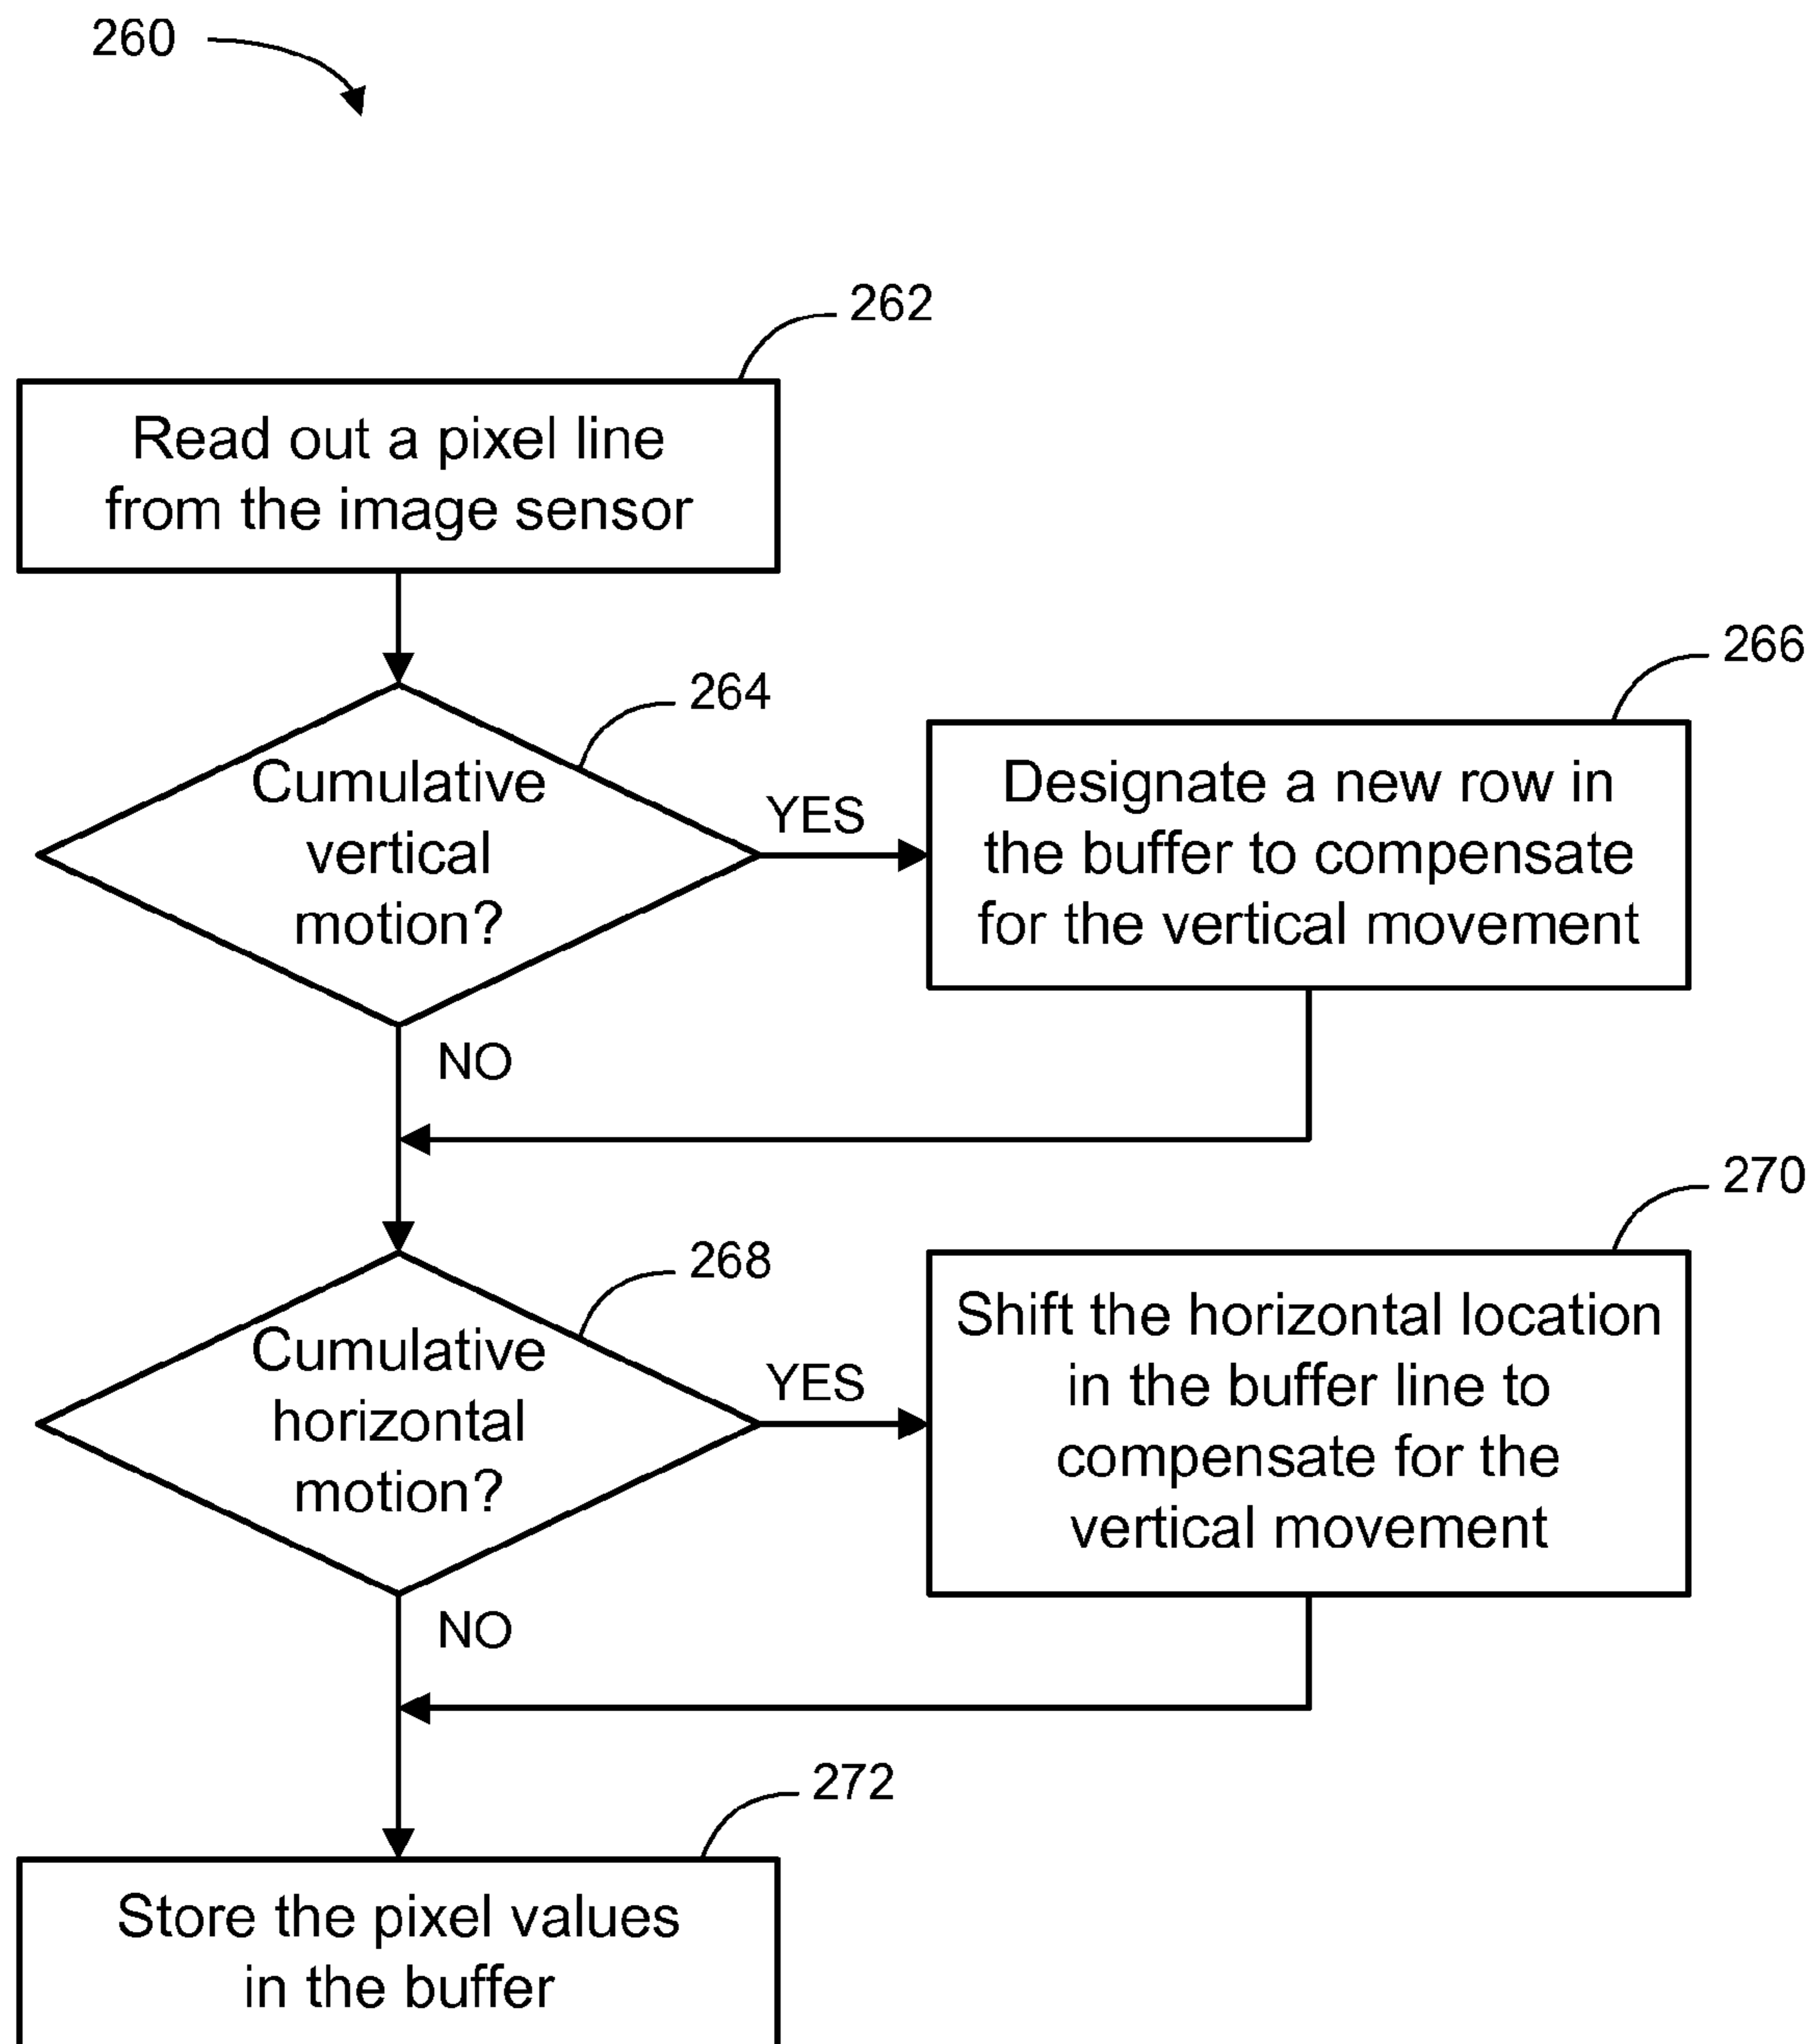 260
262
Read out a pixel line
from the image sensor
264
Cumulative
vertical
motion?
YES
266
Designate a new row in
the buffer to compensate
for the vertical movement
NO
268
Cumulative
horizontal
motion?
YES
270
Shift the horizontal location
in the buffer line to
compensate for the
vertical movement
NO
272
Store the pixel values
in the buffer